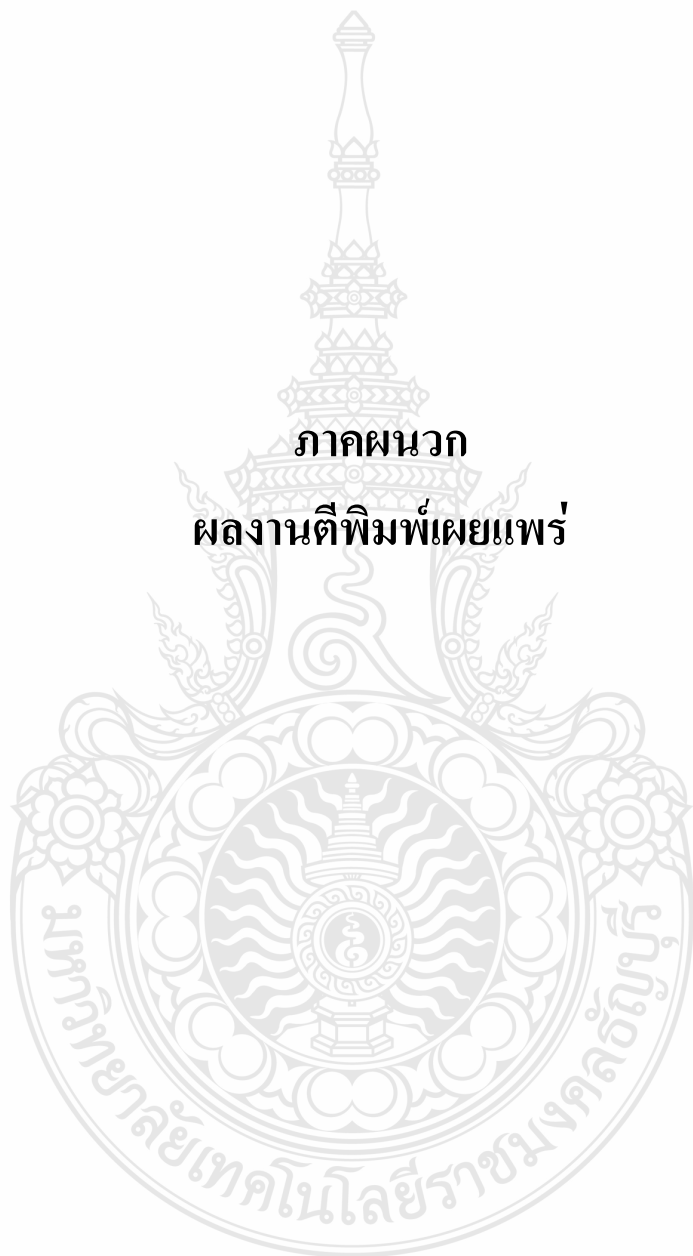 ภาคผนวก
ผลงานตีพิมพ์เผยแพร่
มหาวิทยาลัยเทคโนโลยีราชมงคลธัญบุรี